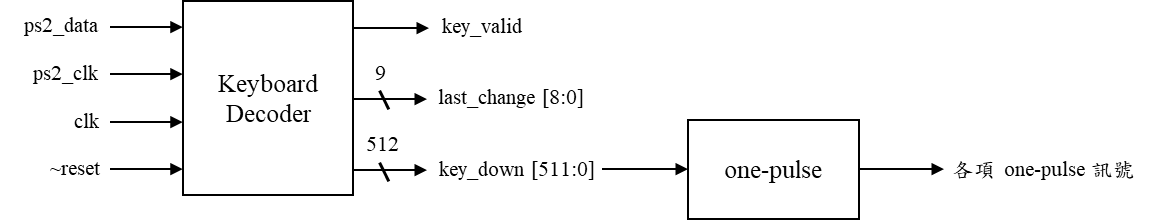 ps2_data
ps2_clk
clk
~reset
Keyboard
Decoder
key_valid
9
last_change [8:0]
512
key_down [511:0]
one-pulse
各項 one-pulse 訊號